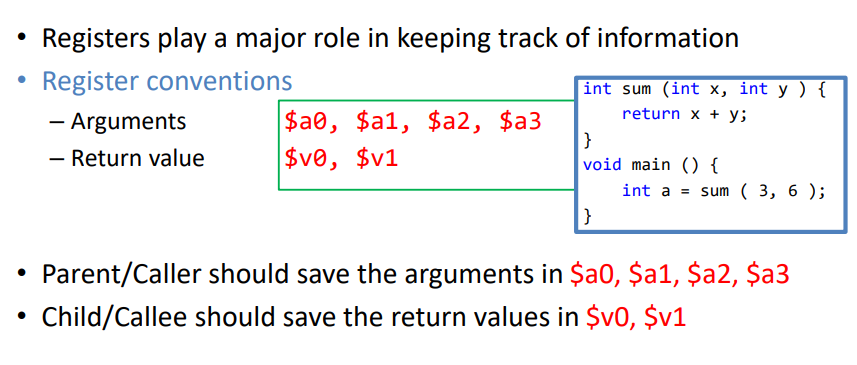 • Registers play a major role in keeping track of information
• Register conventions
– Arguments
$a0, $a1, $a2, $a3
– Return value
$v0, $v1
int sum (int x, int y ) {
return x + y;
}
void main () {
int a = sum ( 3, 6 );
}
• Parent/Caller should save the arguments in $a0, $a1, $a2, $a3
• Child/Callee should save the return values in $v0, $v1